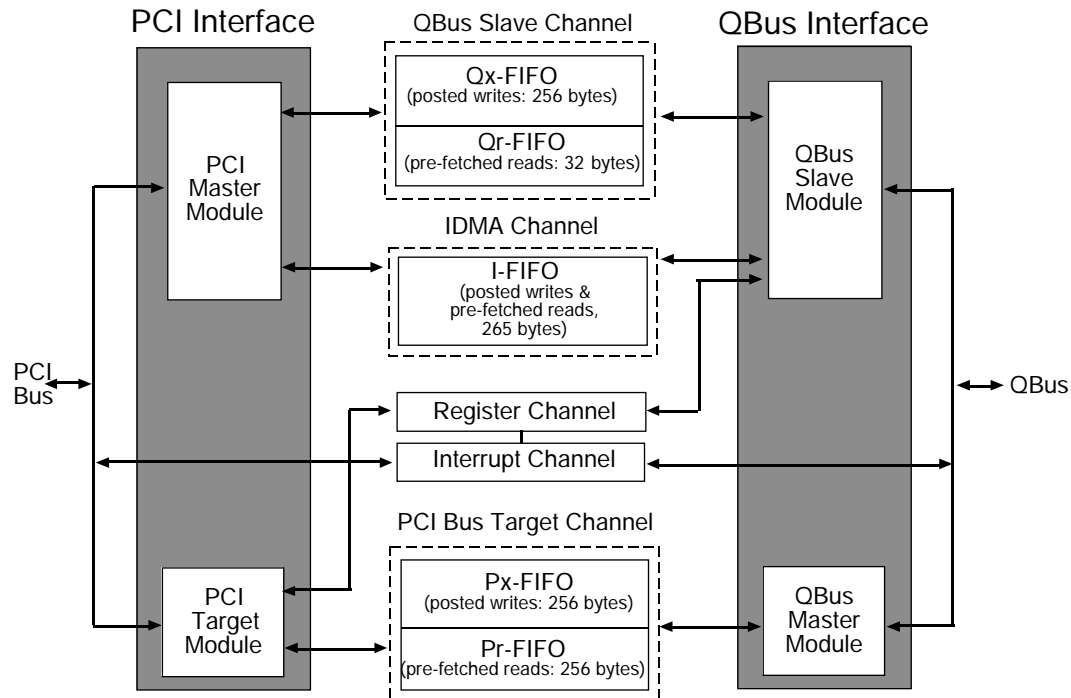 PCI Interface
QBus Slave Channel
QBus Interface
Qx-FIFO
(posted writes: 256 bytes)
Qr-FIFO
(pre-fetched reads: 32 bytes)
PCI
Master
Module
QBus
Slave
Module
IDMA Channel
I-FIFO
(posted writes &
pre-fetched reads,
265 bytes)
PCI
Bus
QBus
Register Channel
Interrupt Channel
PCI Bus Target Channel
Px-FIFO
(posted writes: 256 bytes)
Pr-FIFO
(pre-fetched reads: 256 bytes)
PCI
Target
Module
QBus
Master
Module